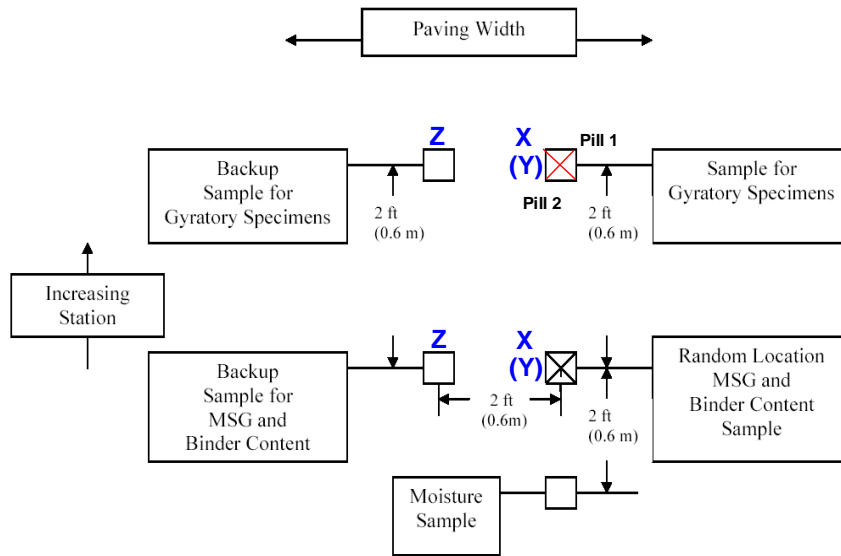 Paving Width
Z
X
(Y)
Pill 1
Pill 2
Backup
Sample for
Gyratory Specimens
2 ft
(0.6 m)
2 ft
(0.6 m)
Sample for
Gyratory Specimens
Increasing
Station
Z
X
(Y)
Backup
Sample for
MSG and
Binder Content
2 ft
(0.6m)
2 ft
(0.6 m)
Random Location
MSG and
Binder Content
Sample
Moisture
Sample